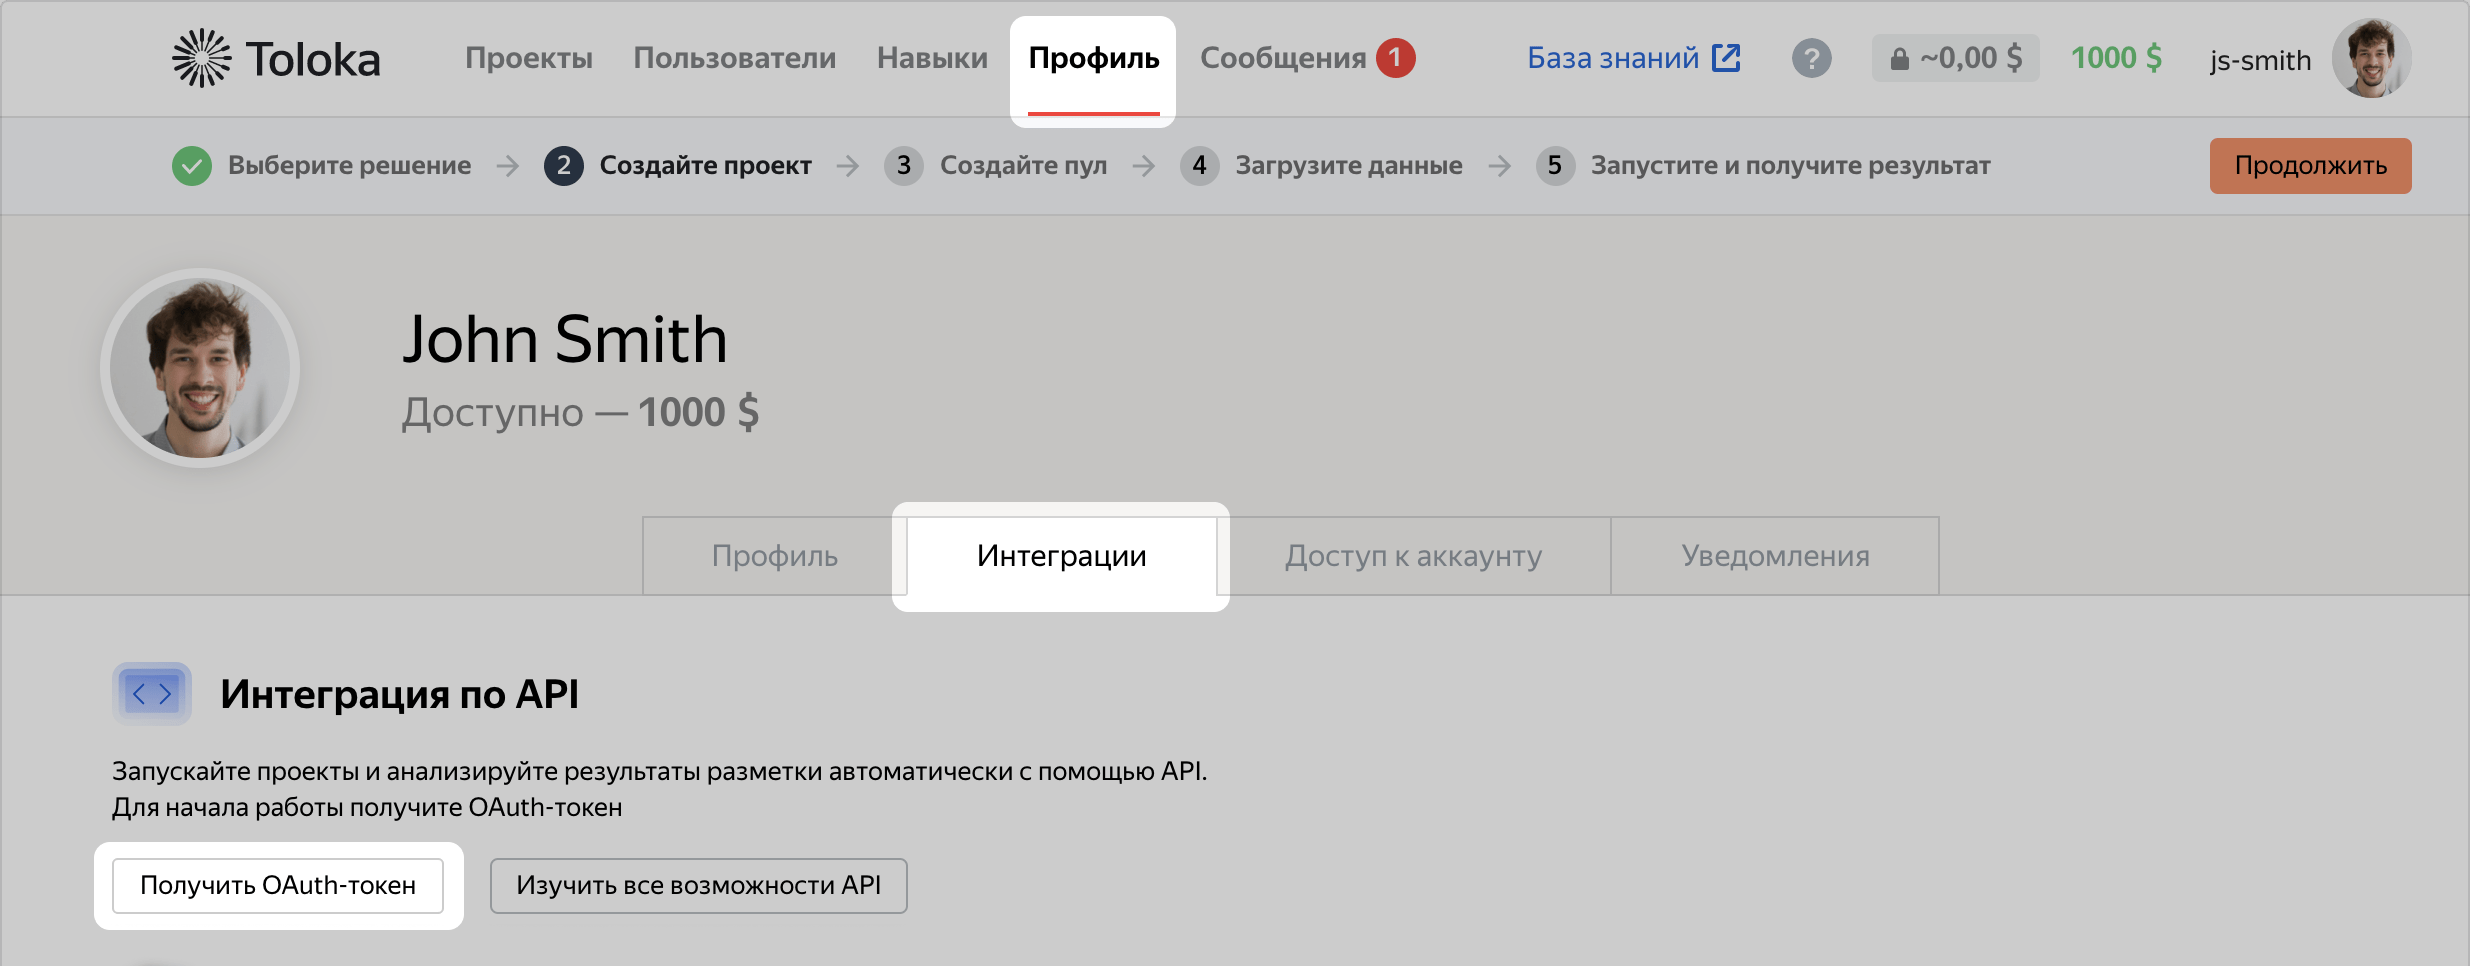 Toloka Проекты Пользователи Навыки Профиль Сообщения 1 База знаний ? ~0,00 $ 1000 $ js-smith
Выберите решение → 2 Создайте проект → 3 Создайте пул → 4 Загрузите данные → 5 Запустите и получите результат Продолжить
John Smith
Доступно — 1000 $
Профиль Интеграции Доступ к аккаунту Уведомления
<> Интеграция по API
Запускайте проекты и анализируйте результаты разметки автоматически с помощью API.
Для начала работы получите OAuth-токен
Получить OAuth-токен Изучить все возможности API